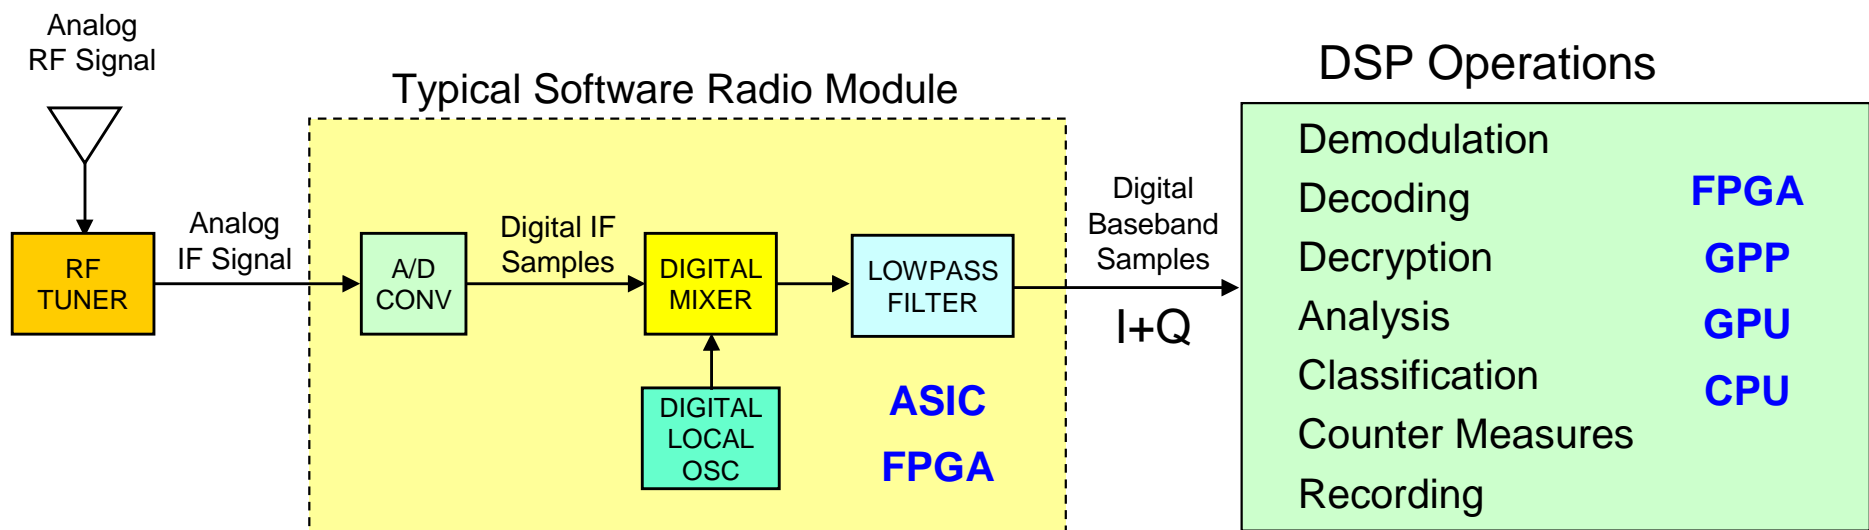 Analog
RF Signal
Typical Software Radio Module
DSP Operations
RF
TUNER
Analog
IF Signal
A/D
CONV
Digital IF
Samples
DIGITAL
MIXER
DIGITAL
LOCAL
OSC
LOWPASS
FILTER
ASIC
FPGA
Digital
Baseband
Samples
I+Q
Demodulation
Decoding
Decryption
Analysis
Classification
Counter Measures
Recording
FPGA
GPP
GPU
CPU